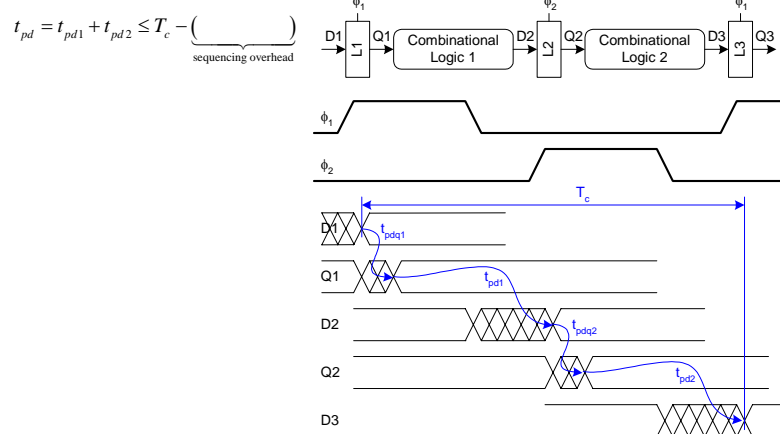 t_pd = t_pd1 + t_pd2 ≤ T_c − ( )
sequencing overhead
ϕ1 ϕ2 ϕ1
D1 L1 Q1 Combinational Logic 1 D2 L2 Q2 Combinational Logic 2 D3 L3 Q3
ϕ1
ϕ2
T_c
D1
t_pdq1
Q1
t_pd1
D2
t_pdq2
Q2
t_pd2
D3